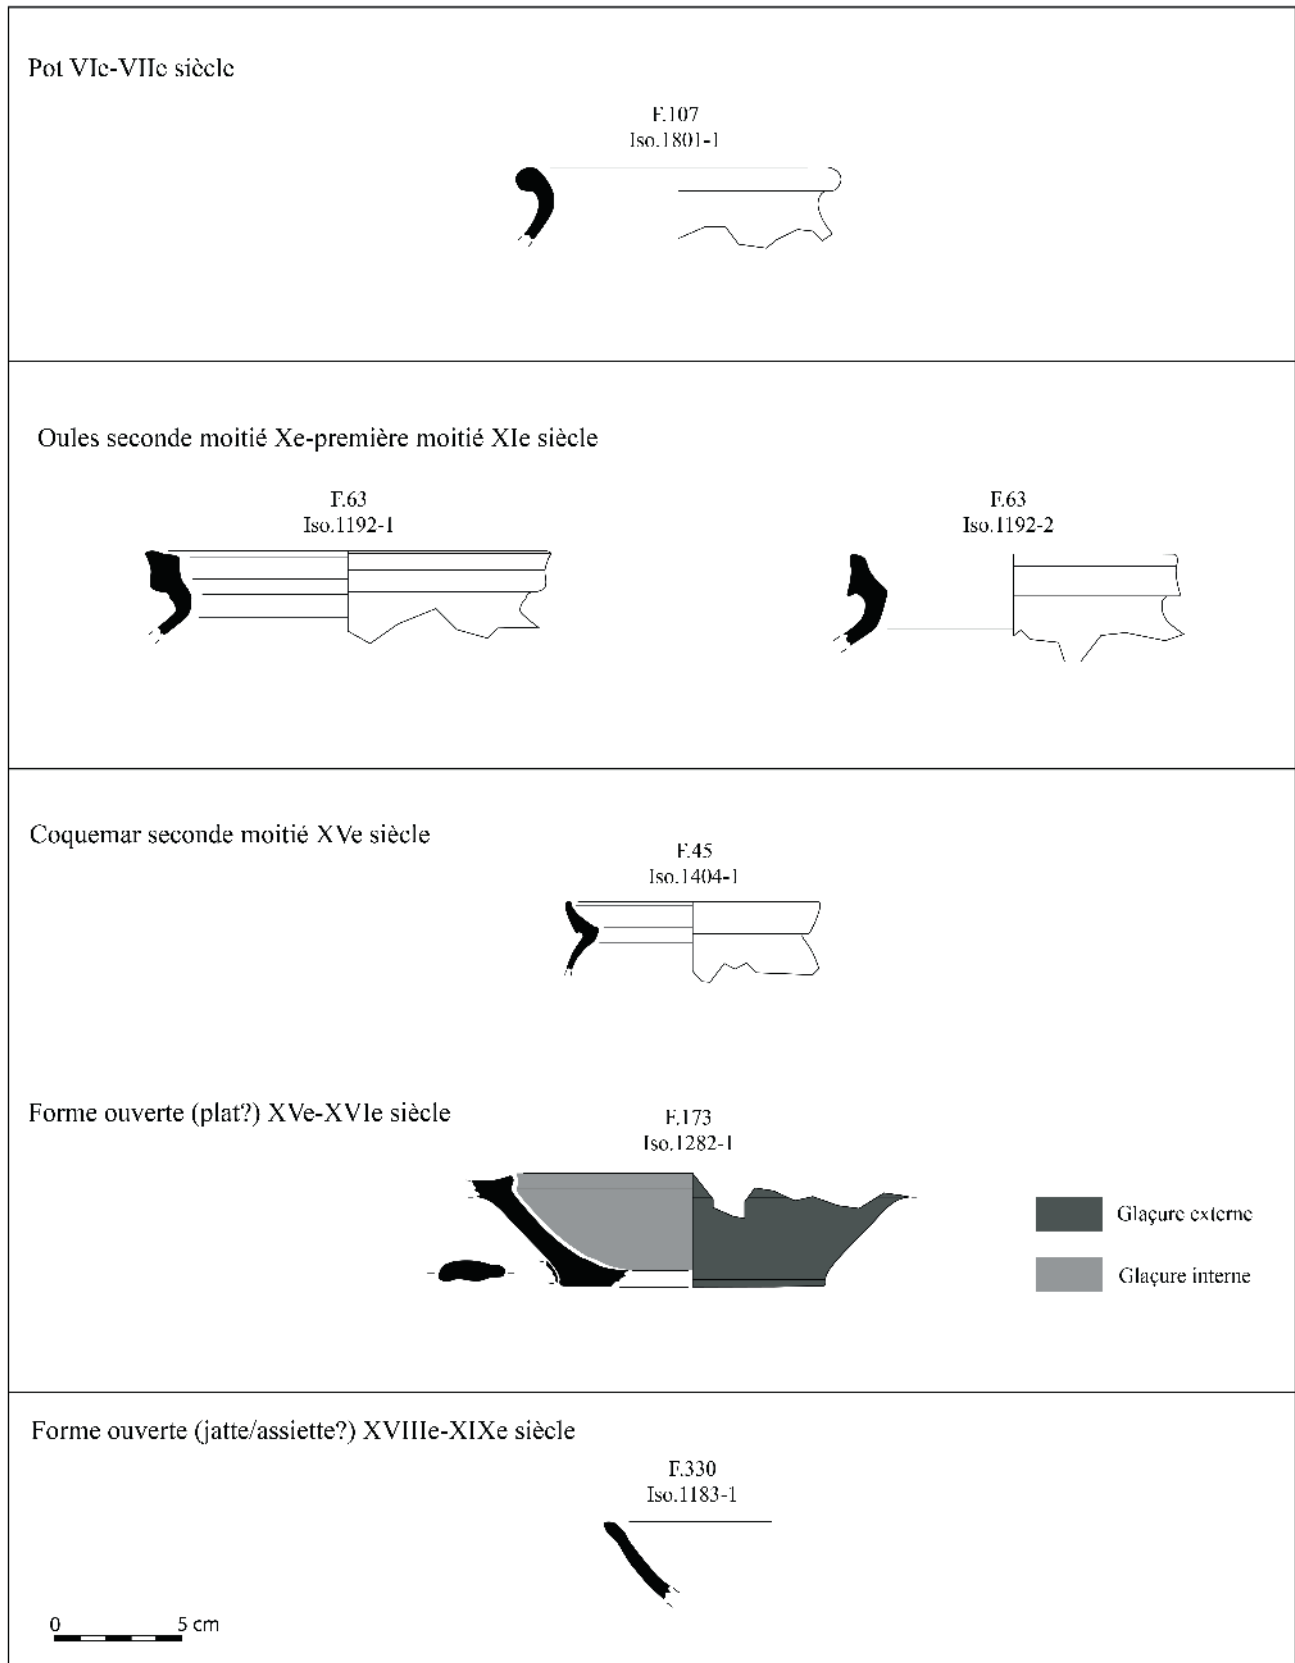 Pot VIe-VIIe siècle
F.107
Iso.1801-1
Oules seconde moitié Xe-première moitié XIe siècle
F.63
Iso.1192-1
F.63
Iso.1192-2
Coquemar seconde moitié XVe siècle
F.45
Iso.1404-1
Forme ouverte (plat?) XVe-XVIe siècle
F.173
Iso.1282-1
Glaçure externe
Glaçure interne
Forme ouverte (jatte/assiette?) XVIIIe-XIXe siècle
F.330
Iso.1183-1
0 5 cm